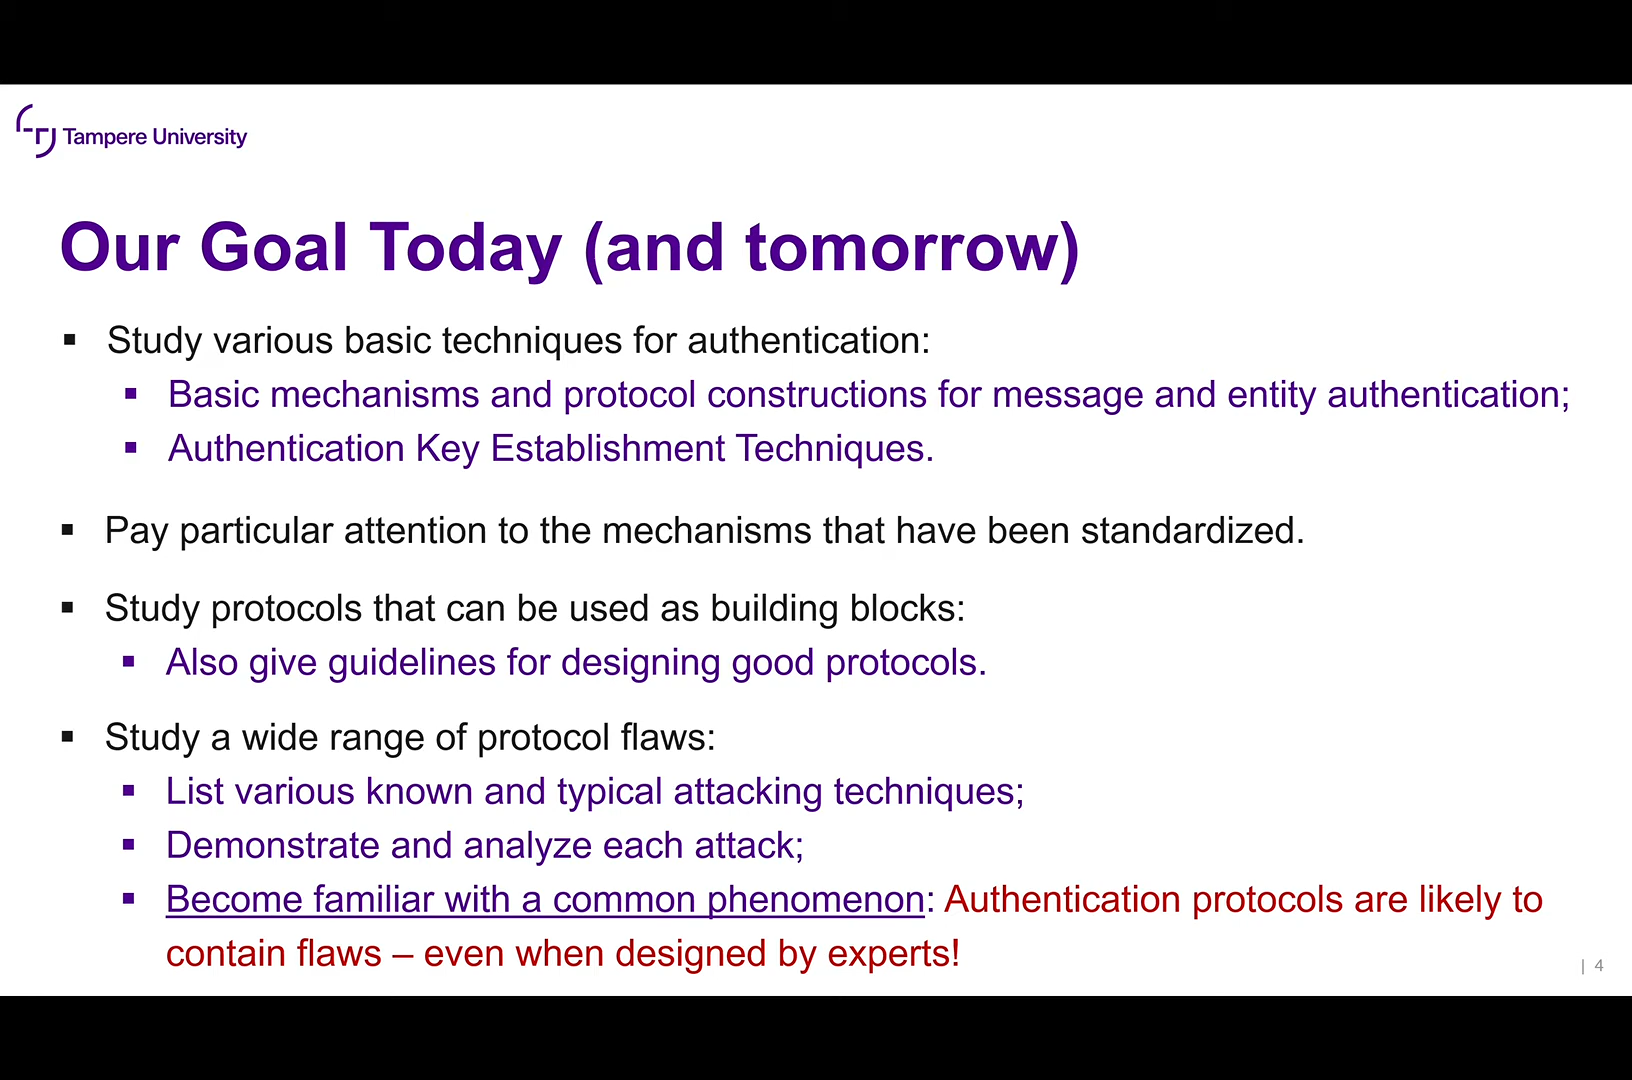 Tampere University
Our Goal Today (and tomorrow)
▪ Study various basic techniques for authentication:
▪ Basic mechanisms and protocol constructions for message and entity authentication;
▪ Authentication Key Establishment Techniques.
▪ Pay particular attention to the mechanisms that have been standardized.
▪ Study protocols that can be used as building blocks:
▪ Also give guidelines for designing good protocols.
▪ Study a wide range of protocol flaws:
▪ List various known and typical attacking techniques;
▪ Demonstrate and analyze each attack;
▪ Become familiar with a common phenomenon: Authentication protocols are likely to
contain flaws – even when designed by experts!
| 4